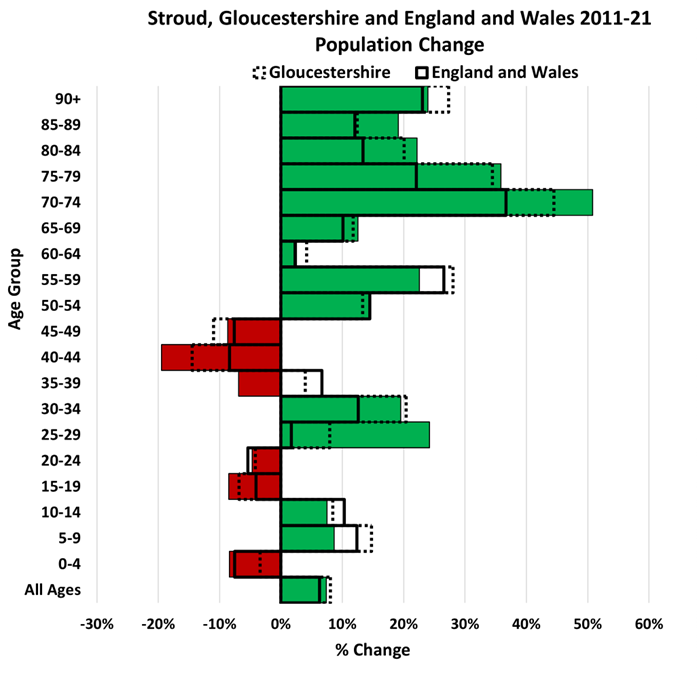 Stroud, Gloucestershire and England and Wales 2011-21
Population Change
Gloucestershire England and Wales
90+
85-89
80-84
75-79
70-74
65-69
60-64
55-59
50-54
45-49
40-44
35-39
30-34
25-29
20-24
15-19
10-14
5-9
0-4
All Ages
Age Group
-30% -20% -10% 0% 10% 20% 30% 40% 50% 60%
% Change